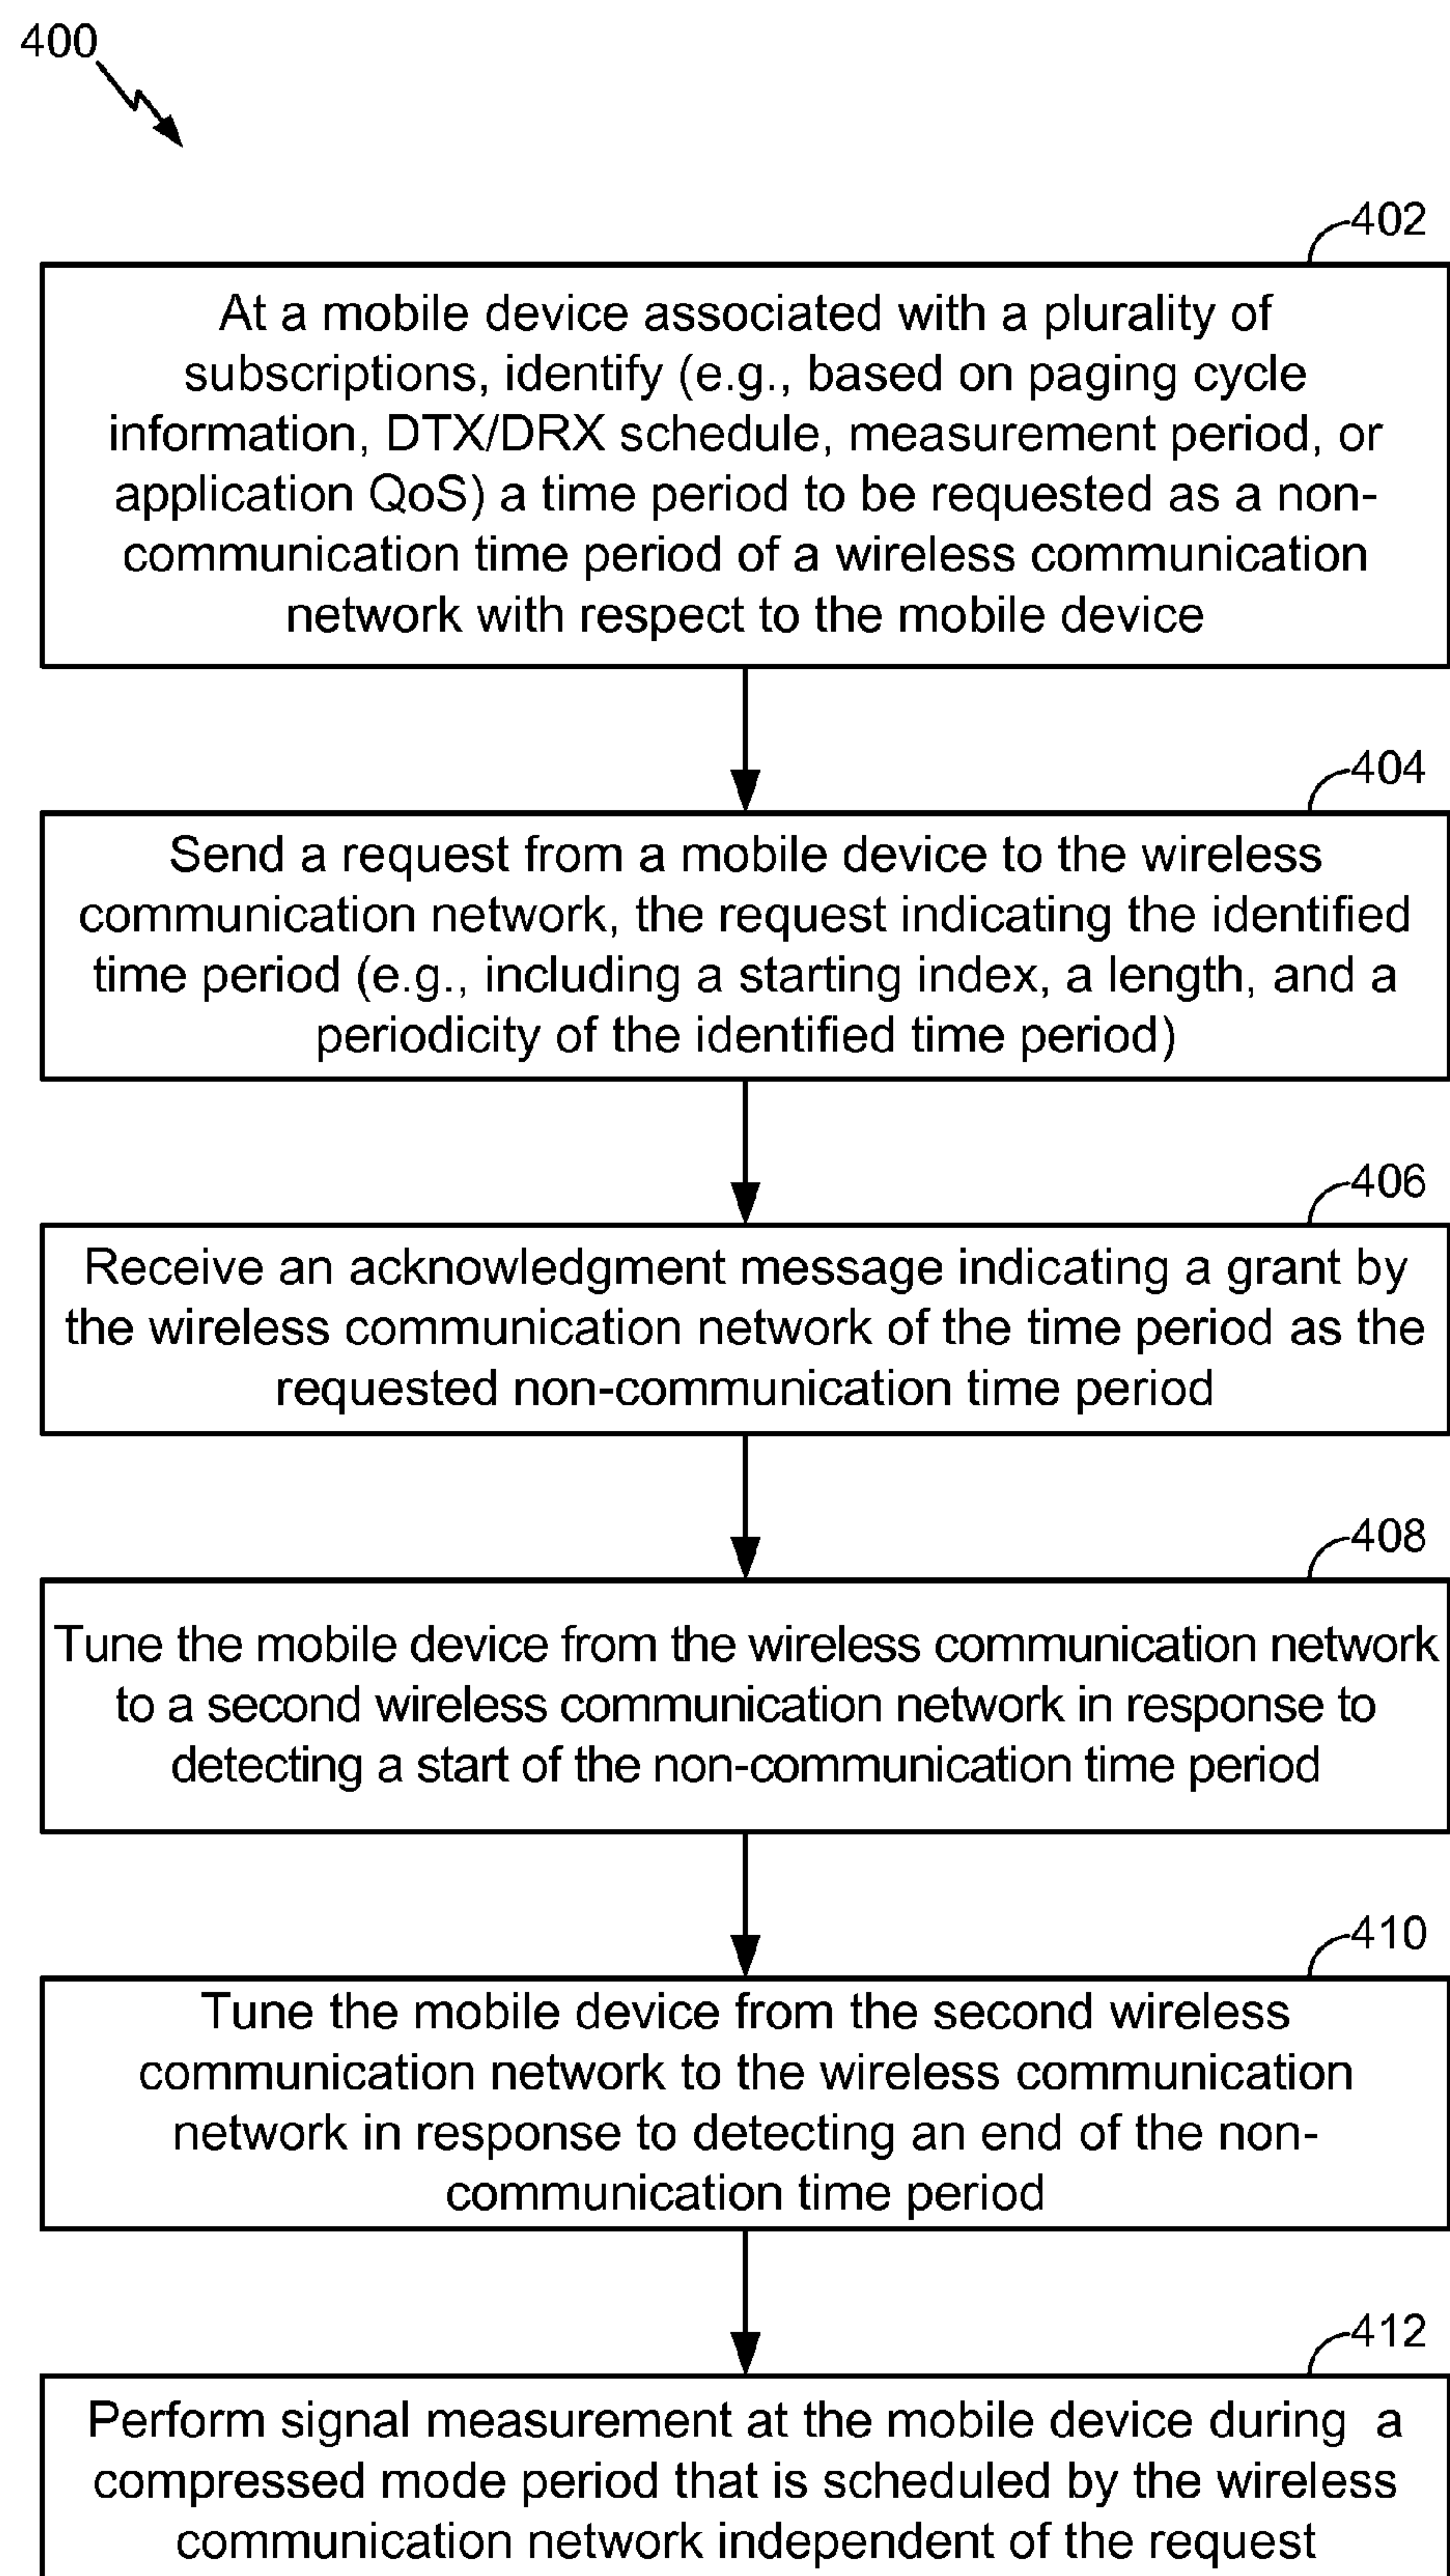 400
402
At a mobile device associated with a plurality of
subscriptions, identify (e.g., based on paging cycle
information, DTX/DRX schedule, measurement period, or
application QoS) a time period to be requested as a non-
communication time period of a wireless communication
network with respect to the mobile device
404
Send a request from a mobile device to the wireless
communication network, the request indicating the identified
time period (e.g., including a starting index, a length, and a
periodicity of the identified time period)
406
Receive an acknowledgment message indicating a grant by
the wireless communication network of the time period as the
requested non-communication time period
408
Tune the mobile device from the wireless communication network
to a second wireless communication network in response to
detecting a start of the non-communication time period
410
Tune the mobile device from the second wireless
communication network to the wireless communication
network in response to detecting an end of the non-
communication time period
412
Perform signal measurement at the mobile device during a
compressed mode period that is scheduled by the wireless
communication network independent of the request